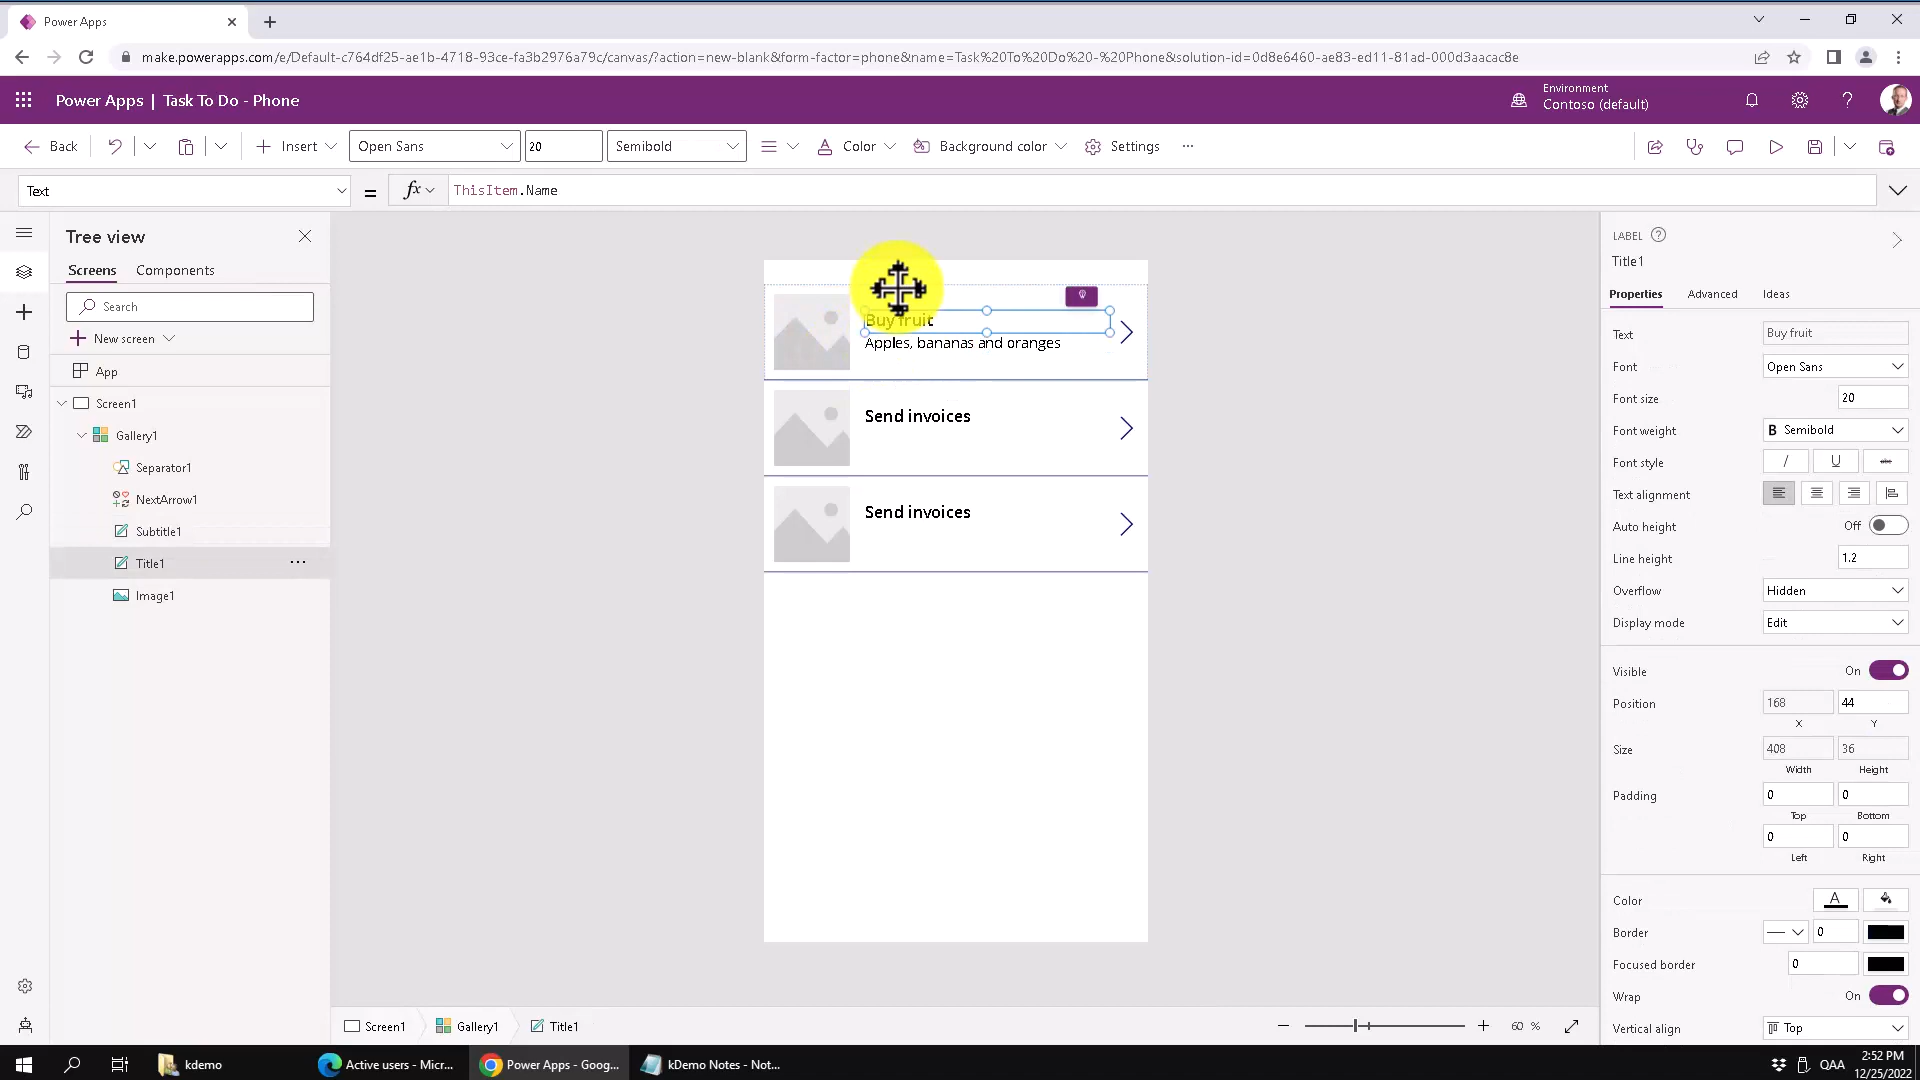 Power Apps
make.powerapps.com/e/Default-c764df25-ae1b-4718-93ce-fa3b2976a79c/canvas/?action=new-blank&form-factor=phone&name=Task%20To%20Do%20-%20Phone&solution-id=0d8e6460-ae83-ed11-81ad-000d3aacac8e
Power Apps | Task To Do - Phone
Environment
Contoso (default)
Back
Insert
Open Sans
20
Semibold
Color
Background color
Settings
Text
=
fx
ThisItem.Name
Tree view
Screens
Components
Search
New screen
App
Screen1
Gallery1
Separator1
NextArrow1
Subtitle1
Title1
Image1
Buy fruit
Apples, bananas and oranges
Send invoices
Send invoices
LABEL
Title1
Properties
Advanced
Ideas
Text
Buy fruit
Font
Open Sans
Font size
20
Font weight
B Semibold
Font style
/ U abc
Text alignment
Auto height
Off
Line height
1.2
Overflow
Hidden
Display mode
Edit
Visible
On
Position
168
44
X
Y
Size
408
36
Width
Height
Padding
0
0
Top
Bottom
0
0
Left
Right
Color
A
Border
0
Focused border
0
Wrap
On
Vertical align
Top
Screen1
Gallery1
Title1
60 %
kdemo
Active users - Micr...
Power Apps - Goog...
kDemo Notes - Not...
QAA
2:52 PM
12/25/2022